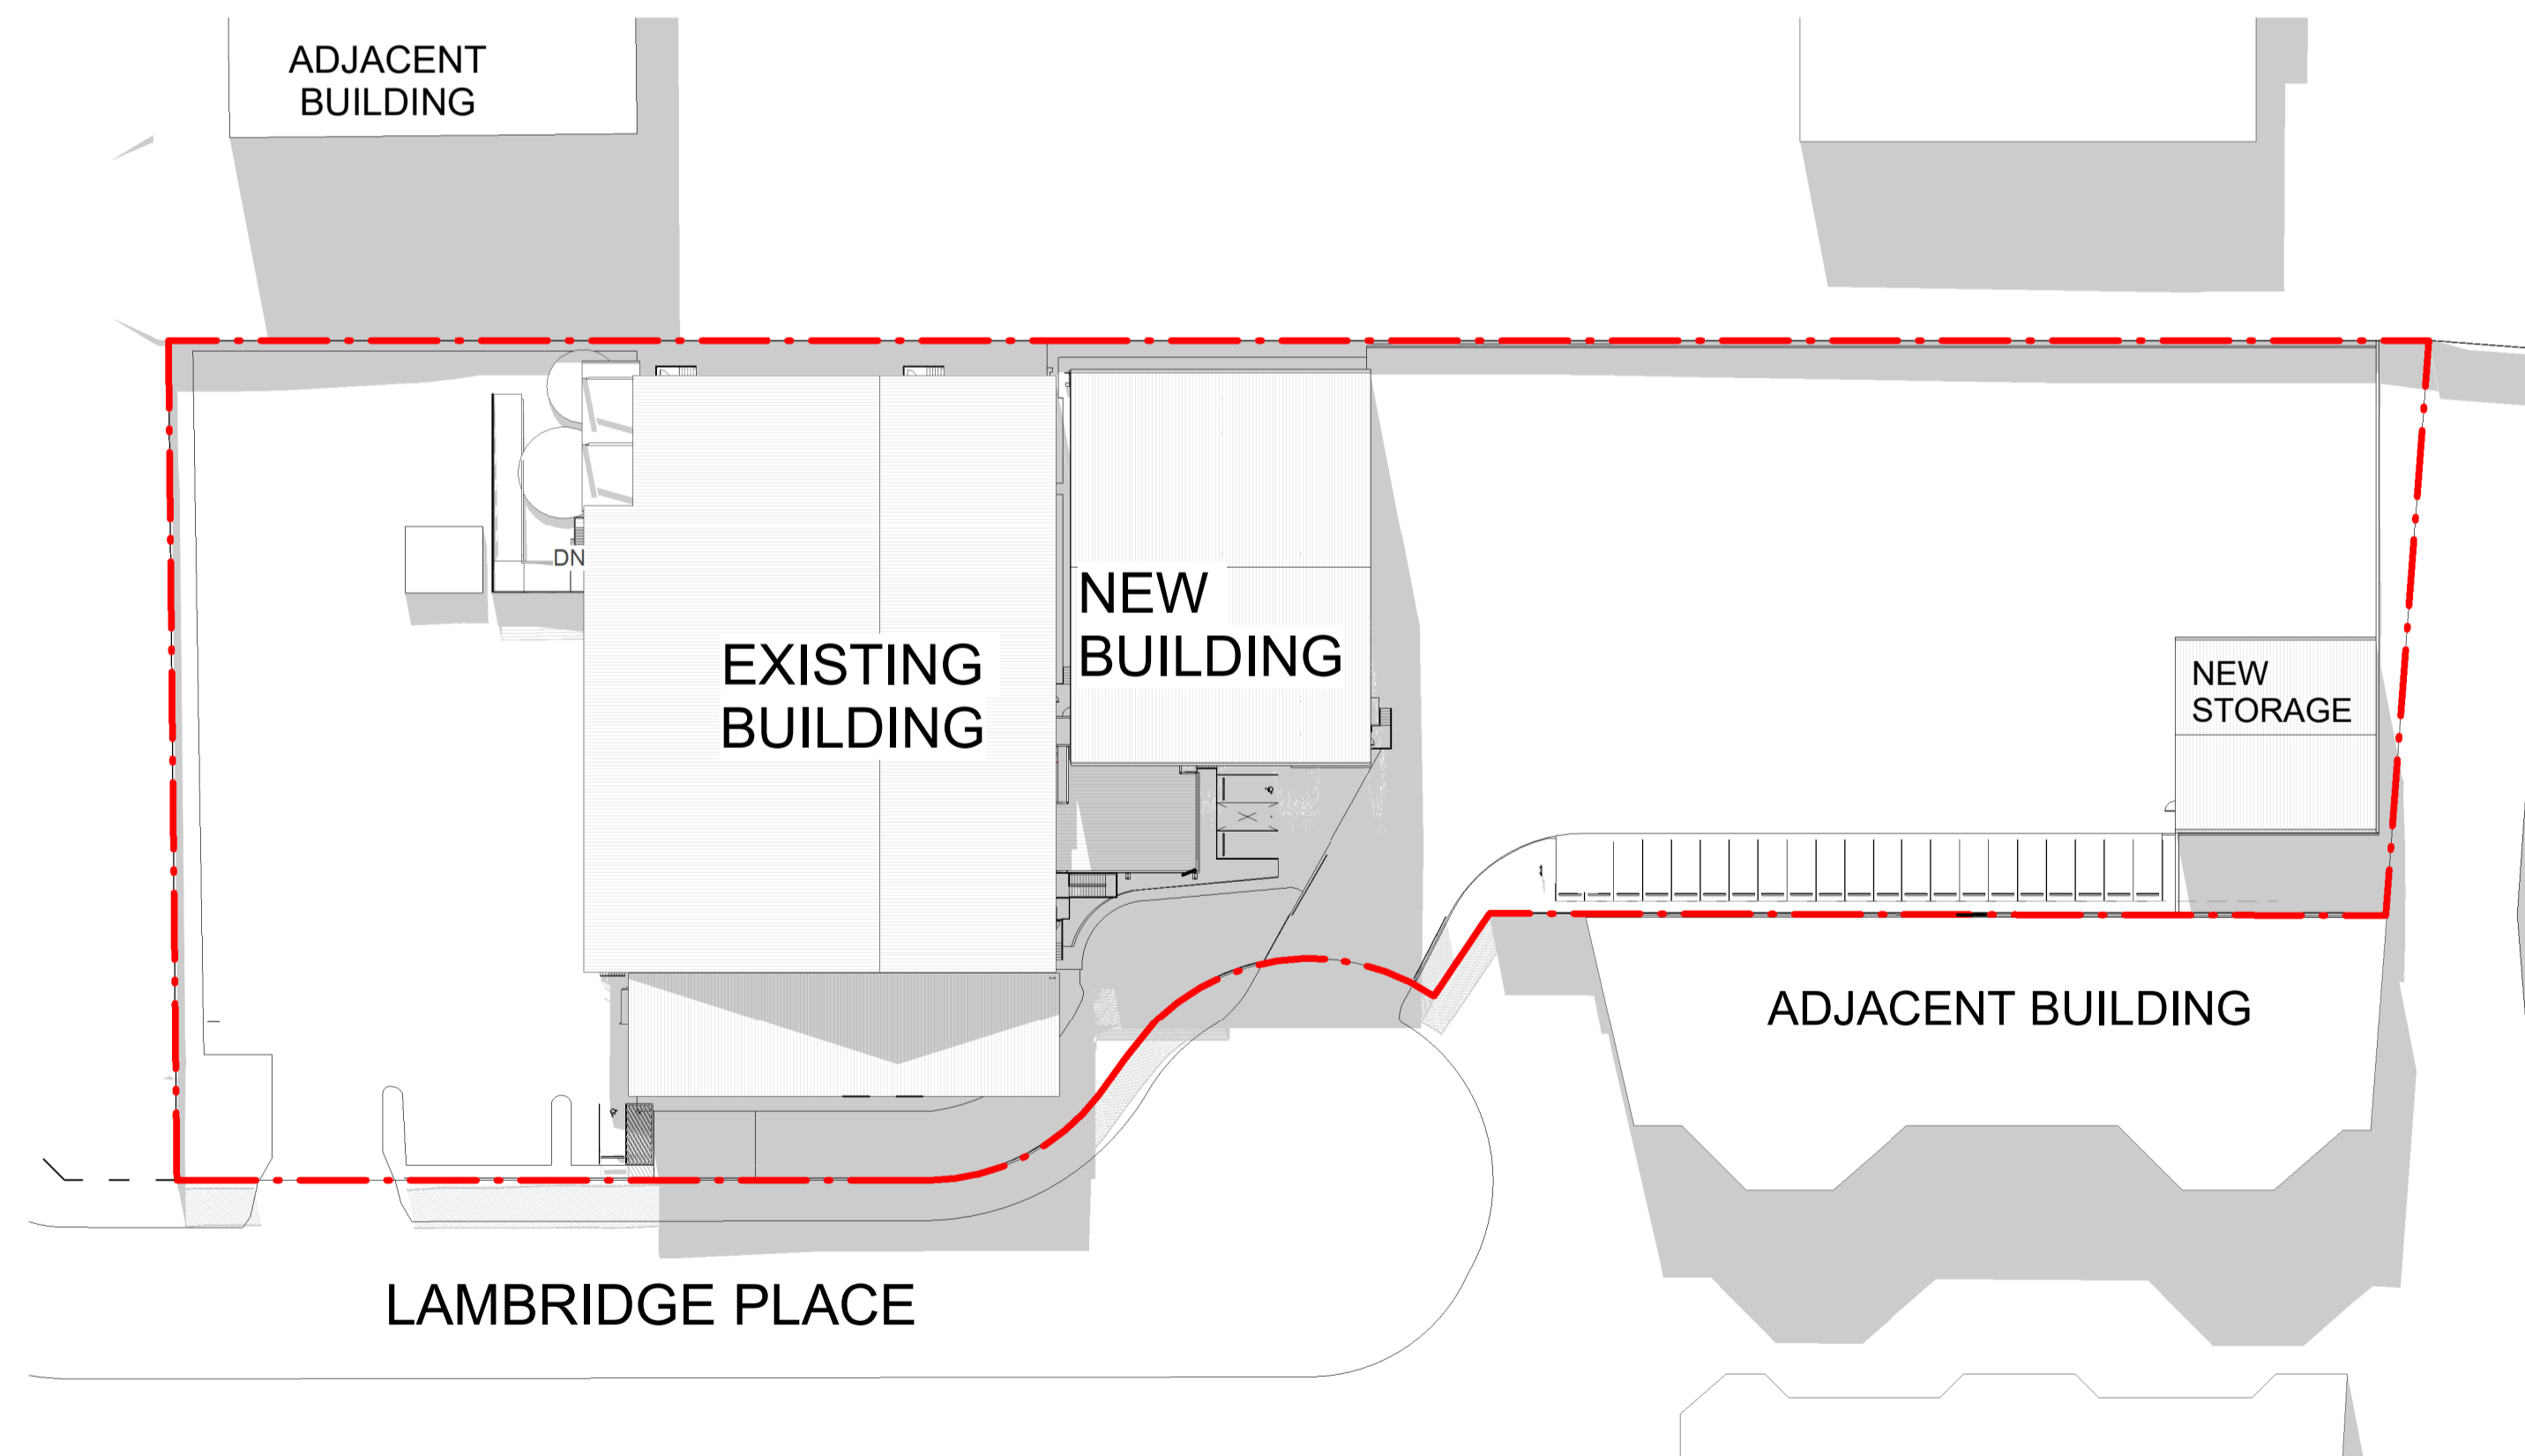 ADJACENT
BUILDING
DN
EXISTING
BUILDING
NEW
BUILDING
NEW
STORAGE
ADJACENT BUILDING
LAMBRIDGE PLACE